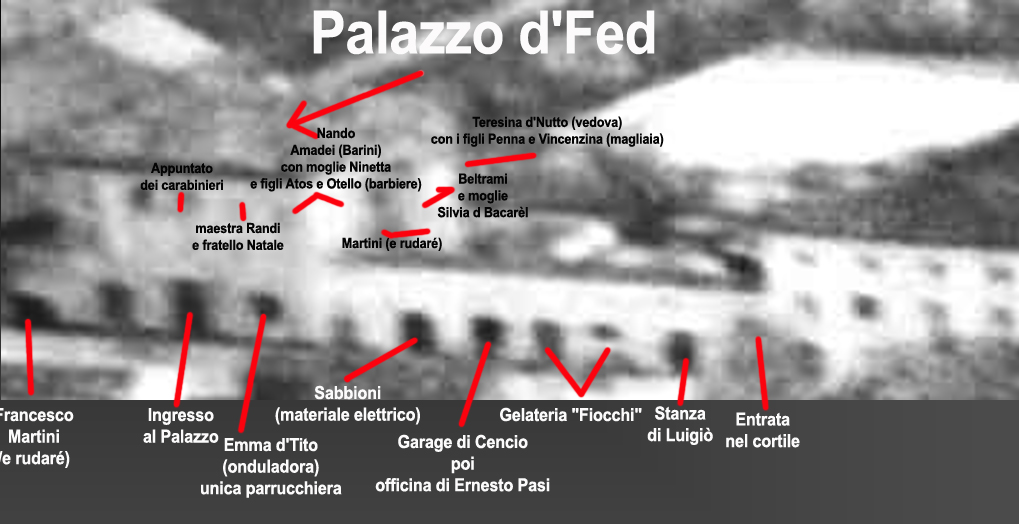 Palazzo d'Fed
Teresina d'Nutto (vedova)
con i figli Penna e Vincenzina (magliaia)
Nando
Amadei (Barini)
con moglie Ninetta
e figli Atos e Otello (barbiere)
Appuntato
dei carabinieri
Beltrami
e moglie
Silvia d Bacarèl
maestra Randi
e fratello Natale
Martini (e rudaré)
Francesco
Martini
/e rudaré)
Ingresso
al Palazzo
Emma d'Tito
(onduladora)
unica parrucchiera
Sabbioni
(materiale elettrico)
Garage di Cencio
poi
officina di Ernesto Pasi
Gelateria "Fiocchi"
Stanza
di Luigiò
Entrata
nel cortile